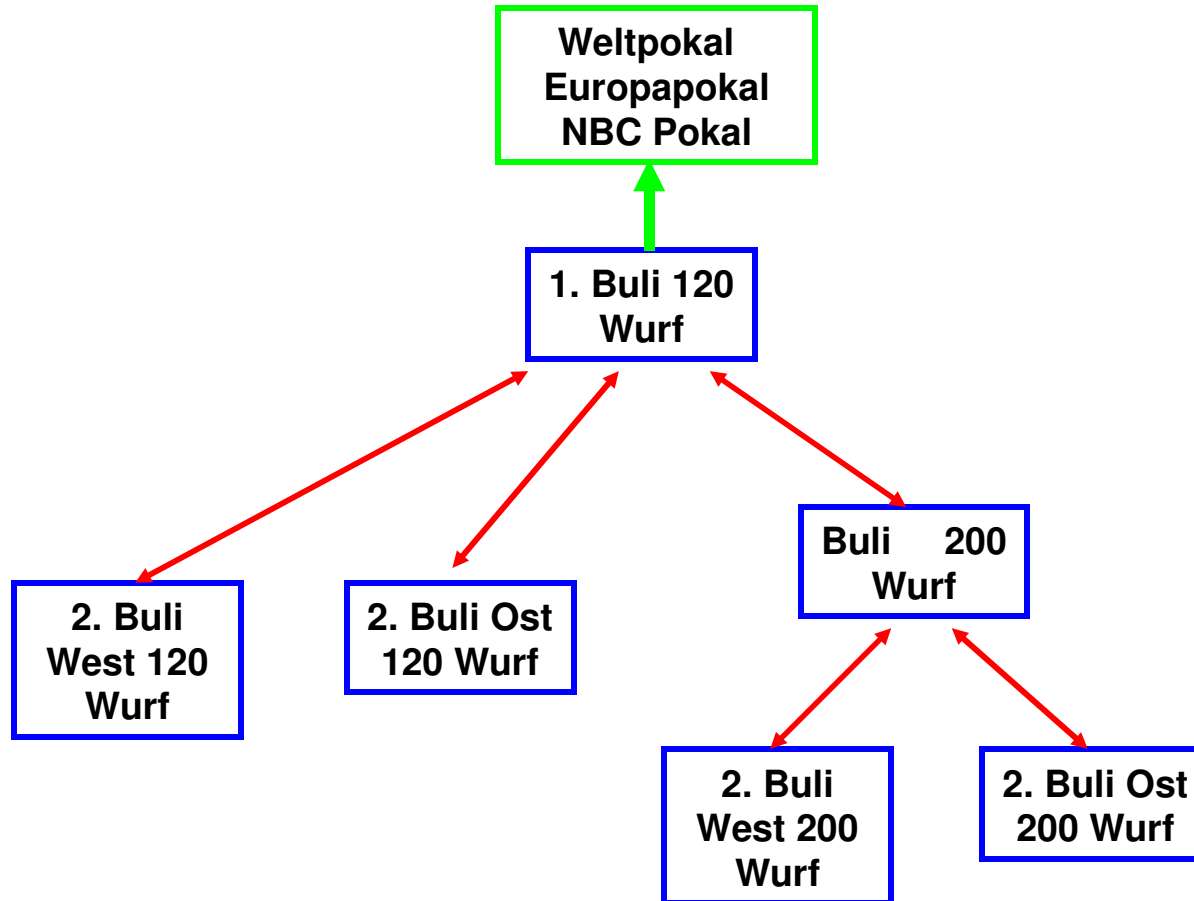 Weltpokal
Europapokal
NBC Pokal
1. Buli 120
Wurf
Buli 200
Wurf
2. Buli
West 120
Wurf
2. Buli Ost
120 Wurf
2. Buli
West 200
Wurf
2. Buli Ost
200 Wurf